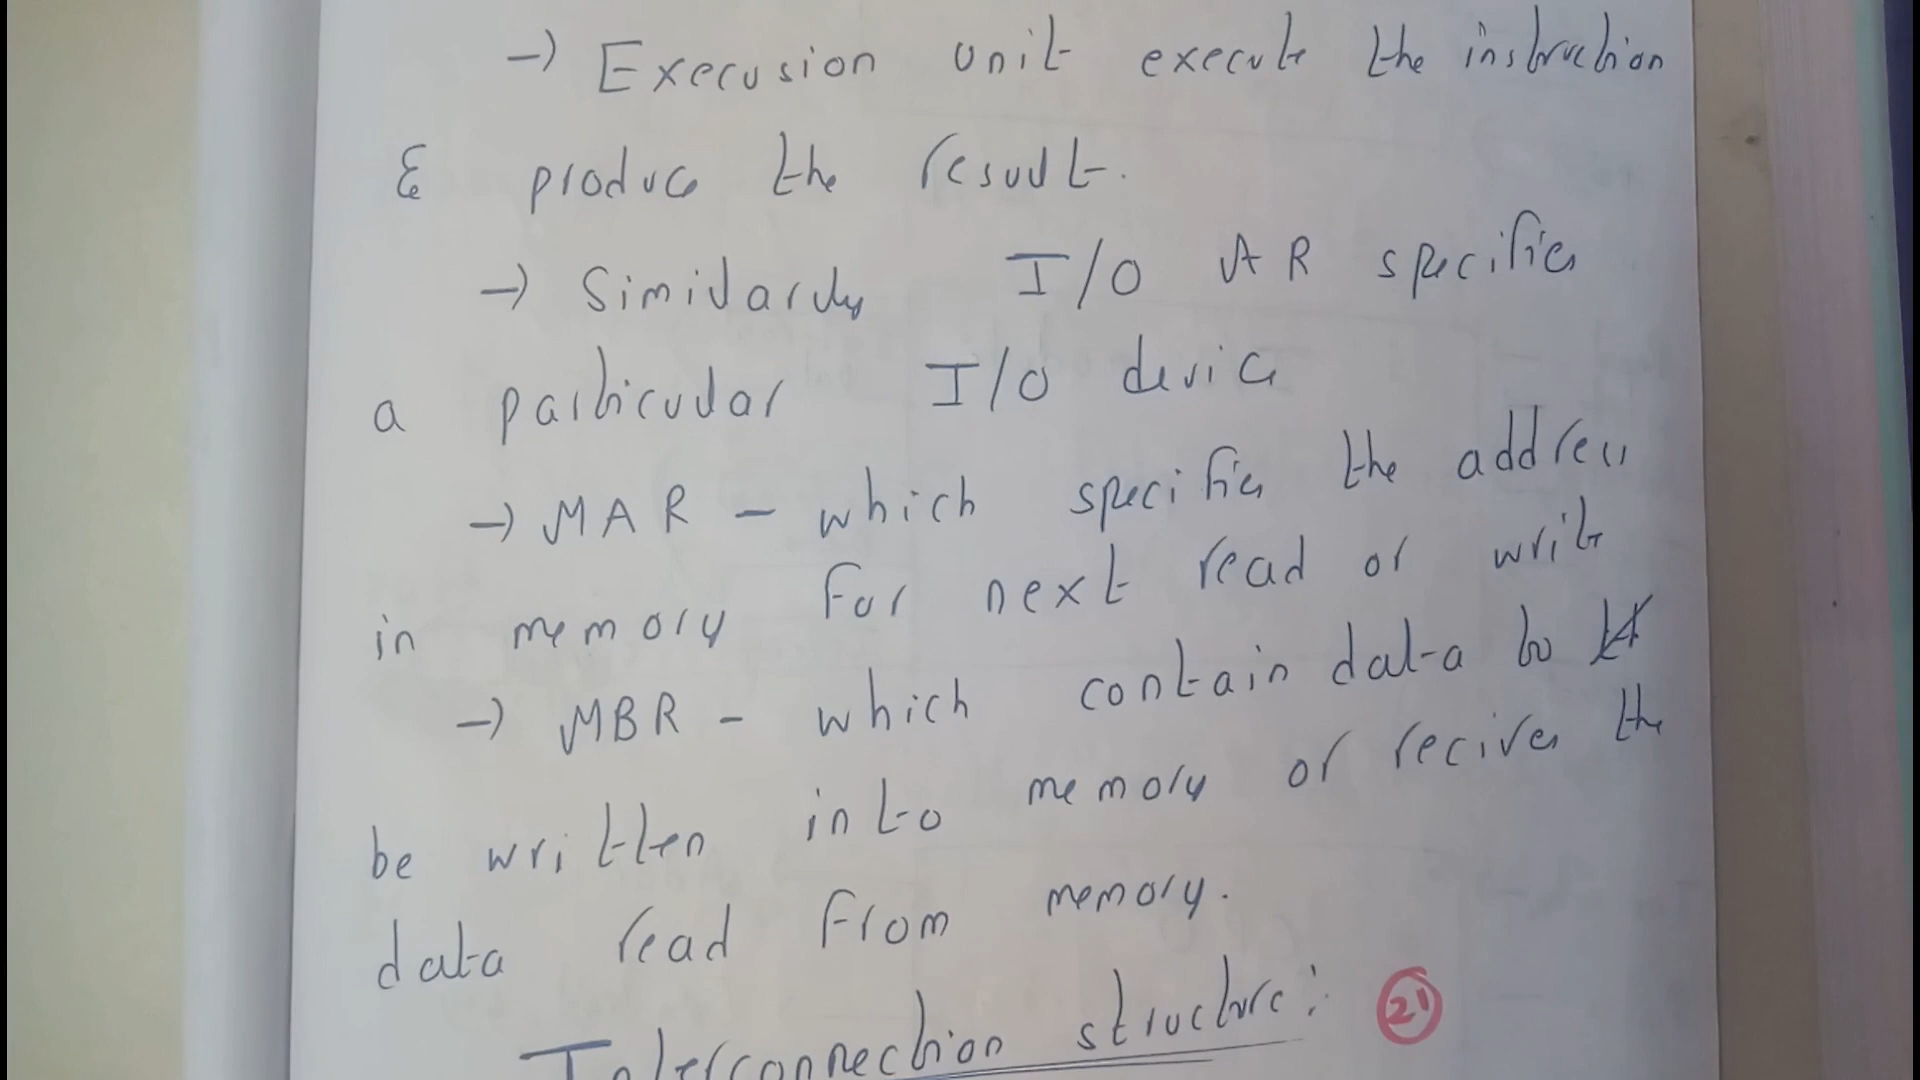 → Execusion unit execute the instruction
& produce the result.
→ Similarly I/O AR specifies
a particular I/O device
→ MAR - which specifies the address
in memory for next read or write
→ MBR - which contain data to
be written into memory or recives the
data read from memory.
Interconnection structure: 21